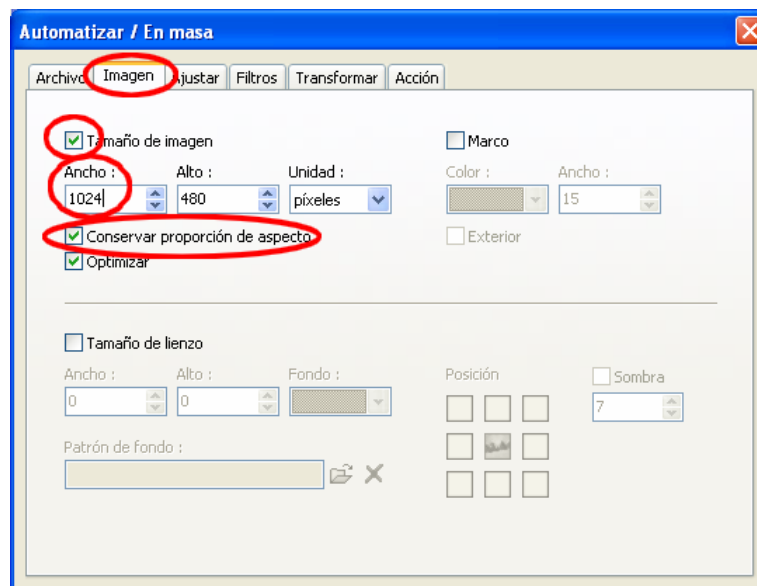 Automatizar / En masa
Archivo Imagen Ajustar Filtros Transformar Acción
Tamaño de imagen Marco
Ancho : Alto : Unidad : Color : Ancho :
1024 480 píxeles 15
Conservar proporción de aspecto Exterior
Optimizar
Tamaño de lienzo
Ancho : Alto : Fondo : Posición Sombra
0 0 7
Patrón de fondo :